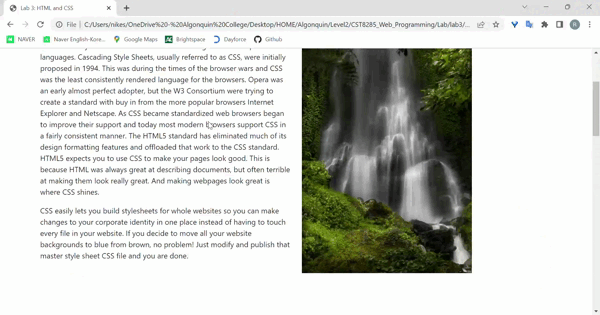 Lab 3: HTML and CSS
File
C:/Users/nikes/OneDrive%20-%20Algonquin%20College/Desktop/HOME/Algonquin/Level2/CST8285_Web_Programming/Lab/lab3/...
NAVER
Naver English-Kore...
Google Maps
Brightspace
Dayforce
Github
languages. Cascading Style Sheets, usually referred to as CSS, were initially
proposed in 1994. This was during the times of the browser wars and CSS
was the least consistently rendered language for the browsers. Opera was
an early almost perfect adopter, but the W3 Consortium were trying to
create a standard with buy in from the more popular browsers Internet
Explorer and Netscape. As CSS became standardized web browsers began
to improve their support and today most modern browsers support CSS in
a fairly consistent manner. The HTML5 standard has eliminated much of its
design formatting features and offloaded that work to the CSS standard.
HTML5 expects you to use CSS to make your pages look good. This is
because HTML was always great at describing documents, but often terrible
at making them look really great. And making webpages look great is
where CSS shines.
CSS easily lets you build stylesheets for whole websites so you can make
changes to your corporate identity in one place instead of having to touch
every file in your website. If you decide to move all your website
backgrounds to blue from brown, no problem! Just modify and publish that
master style sheet CSS file and you are done.